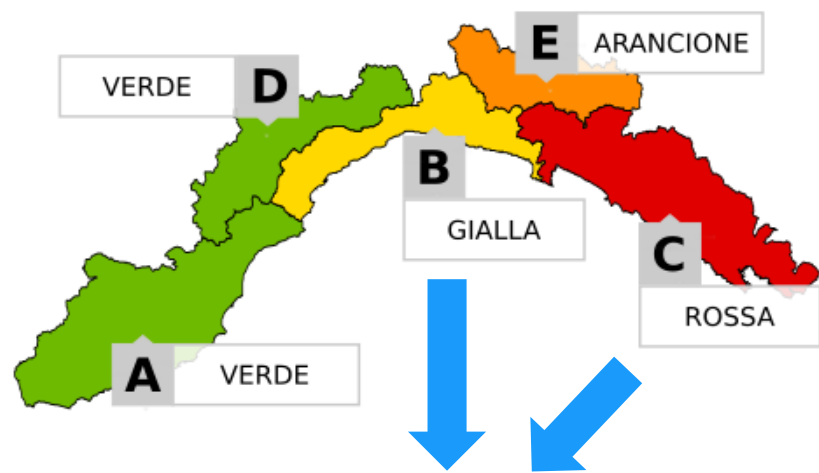 E ARANCIONE
VERDE D
B
GIALLA
C
ROSSA
A VERDE